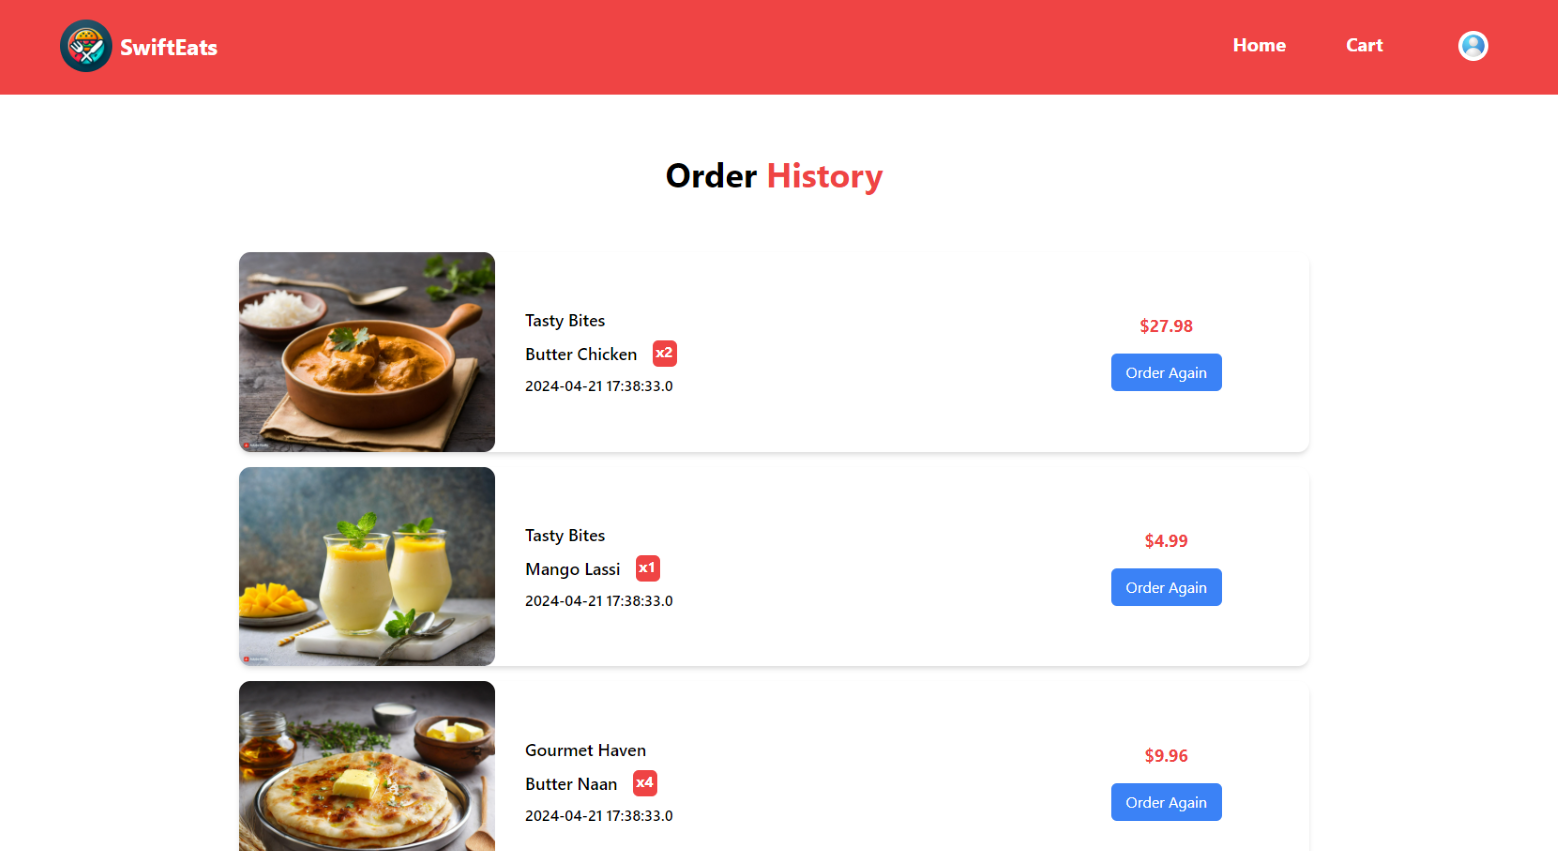 SwiftEats
Home
Cart
Order History
Tasty Bites
Butter Chicken x2
2024-04-21 17:38:33.0
$27.98
Order Again
Tasty Bites
Mango Lassi x1
2024-04-21 17:38:33.0
$4.99
Order Again
Gourmet Haven
Butter Naan x4
2024-04-21 17:38:33.0
$9.96
Order Again